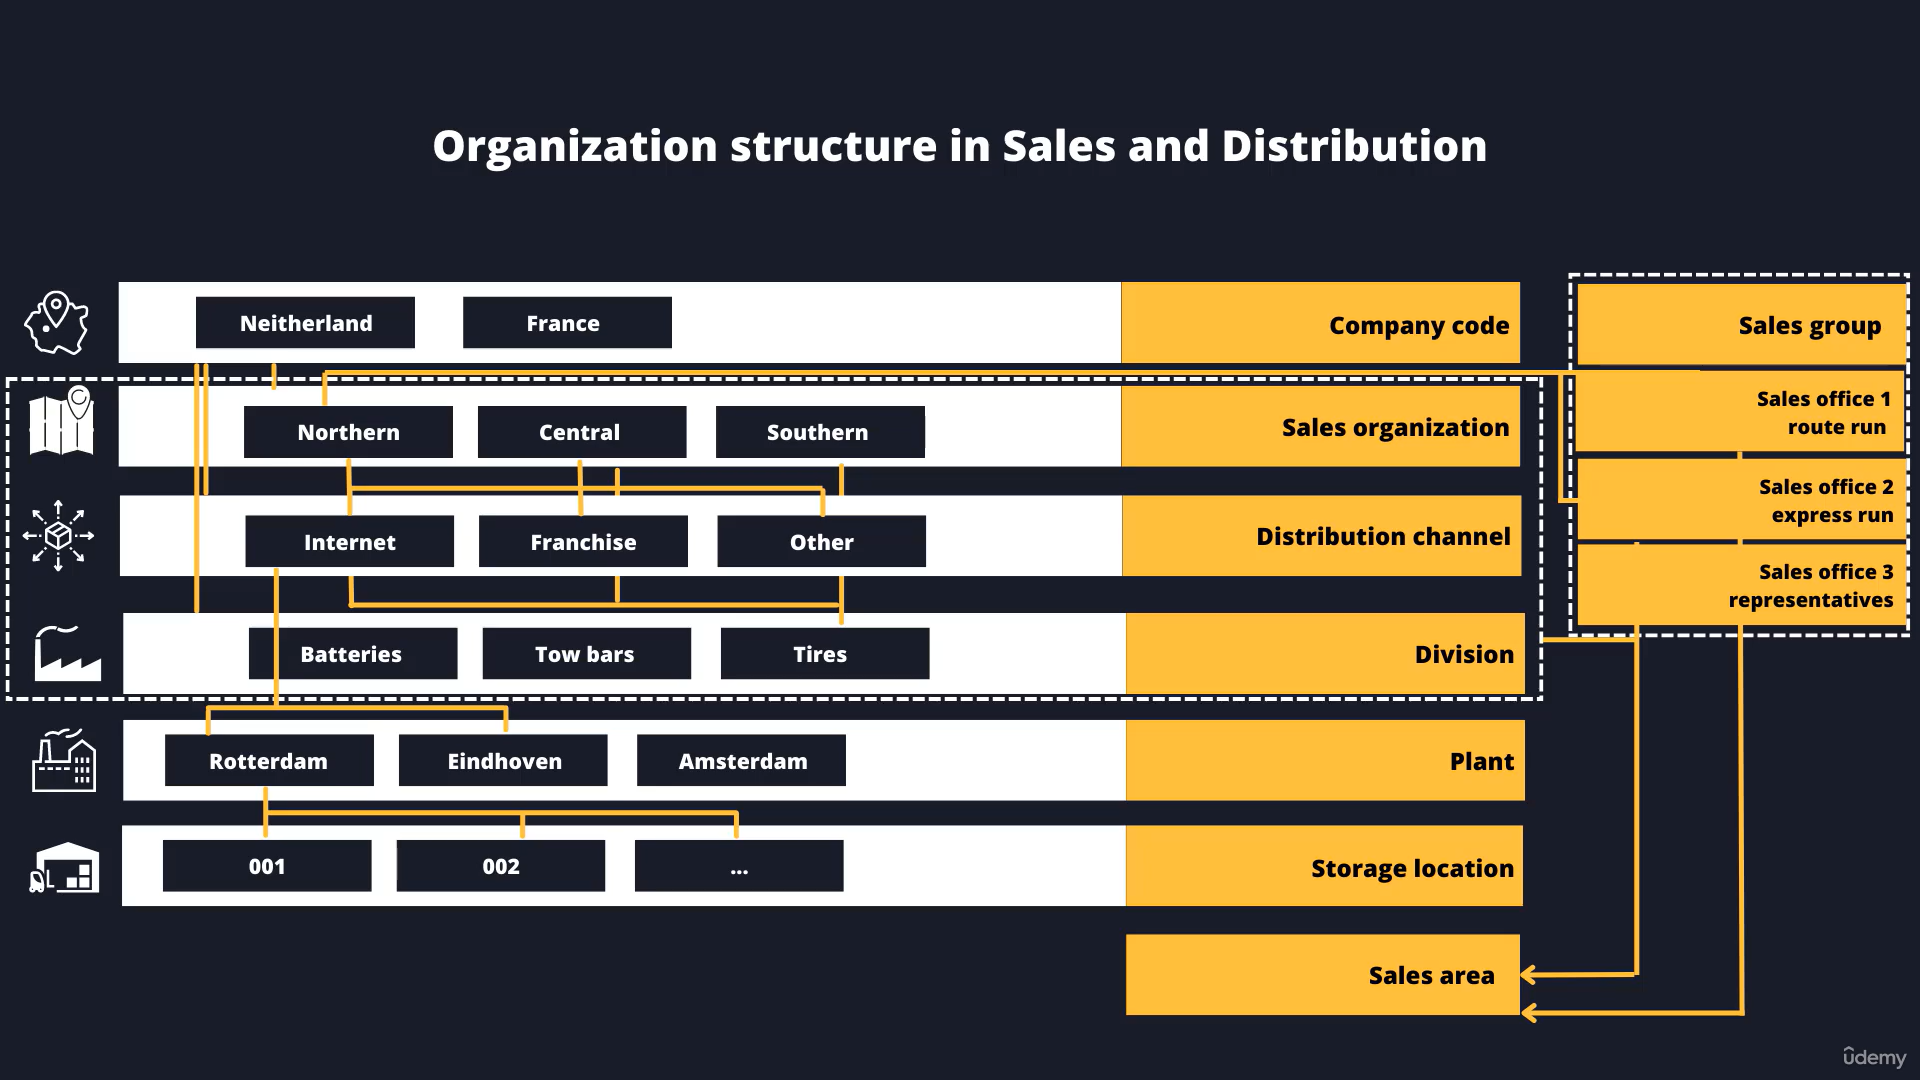 Organization structure in Sales and Distribution
Neitherland
France
Company code
Northern
Central
Southern
Sales organization
Internet
Franchise
Other
Distribution channel
Batteries
Tow bars
Tires
Division
Rotterdam
Eindhoven
Amsterdam
Plant
001
002
...
Storage location
Sales area
Sales group
Sales office 1
route run
Sales office 2
express run
Sales office 3
representatives
udemy